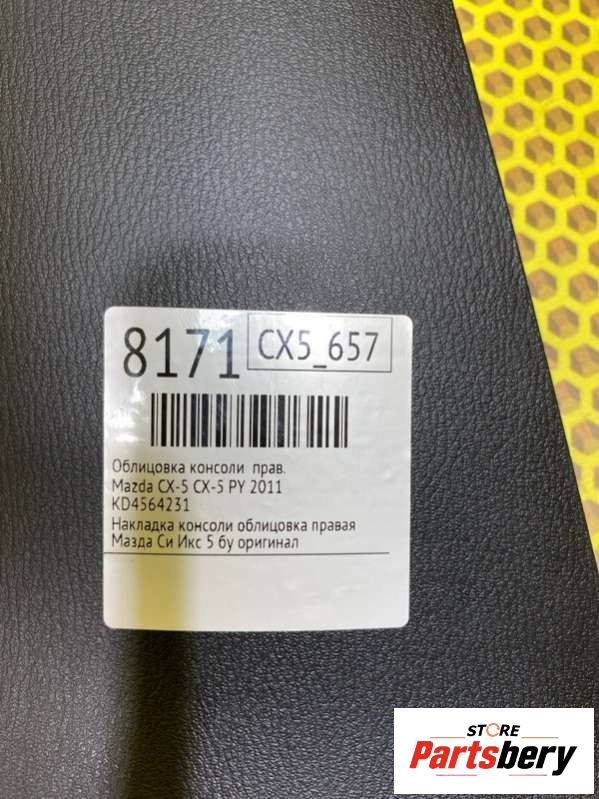 8171
CX5_657
Облицовка консоли прав.
Mazda CX-5 CX-5 PY 2011
KD4564231
Накладка консоли облицовка правая
Мазда Си Икс 5 бу оригинал
STORE
Partsbery